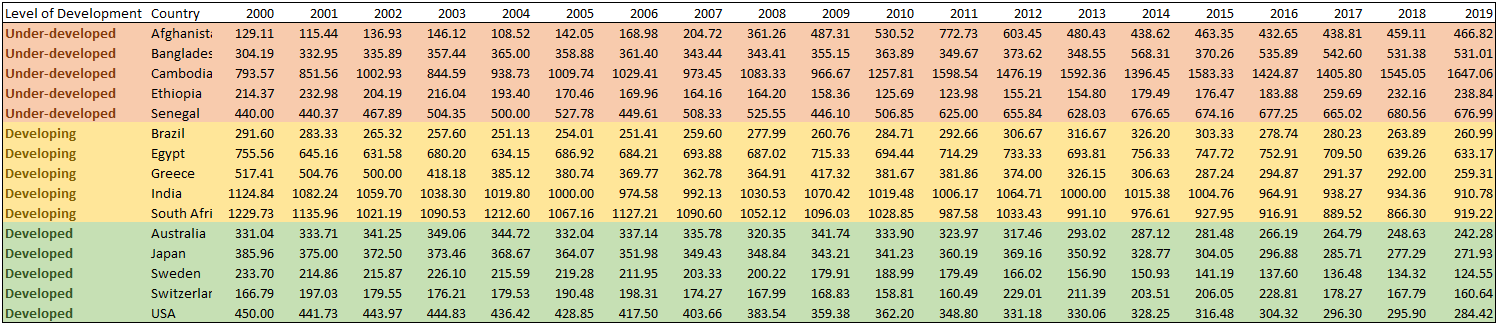 Level of Development Country 2000 2001 2002 2003 2004 2005 2006 2007 2008 2009 2010 2011 2012 2013 2014 2015 2016 2017 2018 2019
Under-developed Afghanista 129.11 115.44 136.93 146.12 108.52 142.05 168.98 204.72 361.26 487.31 530.52 772.73 603.45 480.43 438.62 463.35 432.65 438.81 459.11 466.82
Under-developed Banglades 304.19 332.95 335.89 357.44 365.00 358.88 361.40 343.44 343.41 355.15 363.89 349.67 373.62 348.55 568.31 370.26 535.89 542.60 531.38 531.01
Under-developed Cambodia 793.57 851.56 1002.93 844.59 938.73 1009.74 1029.41 973.45 1083.33 966.67 1257.81 1598.54 1476.19 1592.36 1396.45 1583.33 1424.87 1405.80 1545.05 1647.06
Under-developed Ethiopia 214.37 232.98 204.19 216.04 193.40 170.46 169.96 164.16 164.20 158.36 125.69 123.98 155.21 154.80 179.49 176.47 183.88 259.69 232.16 238.84
Under-developed Senegal 440.00 440.37 467.89 504.35 500.00 527.78 449.61 508.33 525.55 446.10 506.85 625.00 655.84 628.03 676.65 674.16 677.25 665.02 680.56 676.99
Developing Brazil 291.60 283.33 265.32 257.60 251.13 254.01 251.41 259.60 277.99 260.76 284.71 292.66 306.67 316.67 326.20 303.33 278.74 280.23 263.89 260.99
Developing Egypt 755.56 645.16 631.58 680.20 634.15 686.92 684.21 693.88 687.02 715.33 694.44 714.29 733.33 693.81 756.33 747.72 752.91 709.50 639.26 633.17
Developing Greece 517.41 504.76 500.00 418.18 385.12 380.74 369.77 362.78 364.91 417.32 381.67 381.86 374.00 326.15 306.63 287.24 294.87 291.37 292.00 259.31
Developing India 1124.84 1082.24 1059.70 1038.30 1019.80 1000.00 974.58 992.13 1030.53 1070.42 1019.48 1006.17 1064.71 1000.00 1015.38 1004.76 964.91 938.27 934.36 910.78
Developing South Afri 1229.73 1135.96 1021.19 1090.53 1212.60 1067.16 1127.21 1090.60 1052.12 1096.03 1028.85 987.58 1033.43 991.10 976.61 927.95 916.91 889.52 866.30 919.22
Developed Australia 331.04 333.71 341.25 349.06 344.72 332.04 337.14 335.78 320.35 341.74 333.90 323.97 317.46 293.02 287.12 281.48 266.19 264.79 248.63 242.28
Developed Japan 385.96 375.00 372.50 373.46 368.67 364.07 351.98 349.43 348.84 343.21 341.23 360.19 369.16 350.92 328.77 304.05 296.88 285.71 277.29 271.93
Developed Sweden 233.70 214.86 215.87 226.10 215.59 219.28 211.95 203.33 200.22 179.91 188.99 179.49 166.02 156.90 150.93 141.19 137.60 136.48 134.32 124.55
Developed Switzerlar 166.79 197.03 179.55 176.21 179.53 190.48 198.31 174.27 167.99 168.83 158.81 160.49 229.01 211.39 203.51 206.05 228.81 178.27 167.79 160.64
Developed USA 450.00 441.73 443.97 444.83 436.42 428.85 417.50 403.66 383.54 359.38 362.20 348.80 331.18 330.06 328.25 316.48 304.32 296.30 295.90 284.42